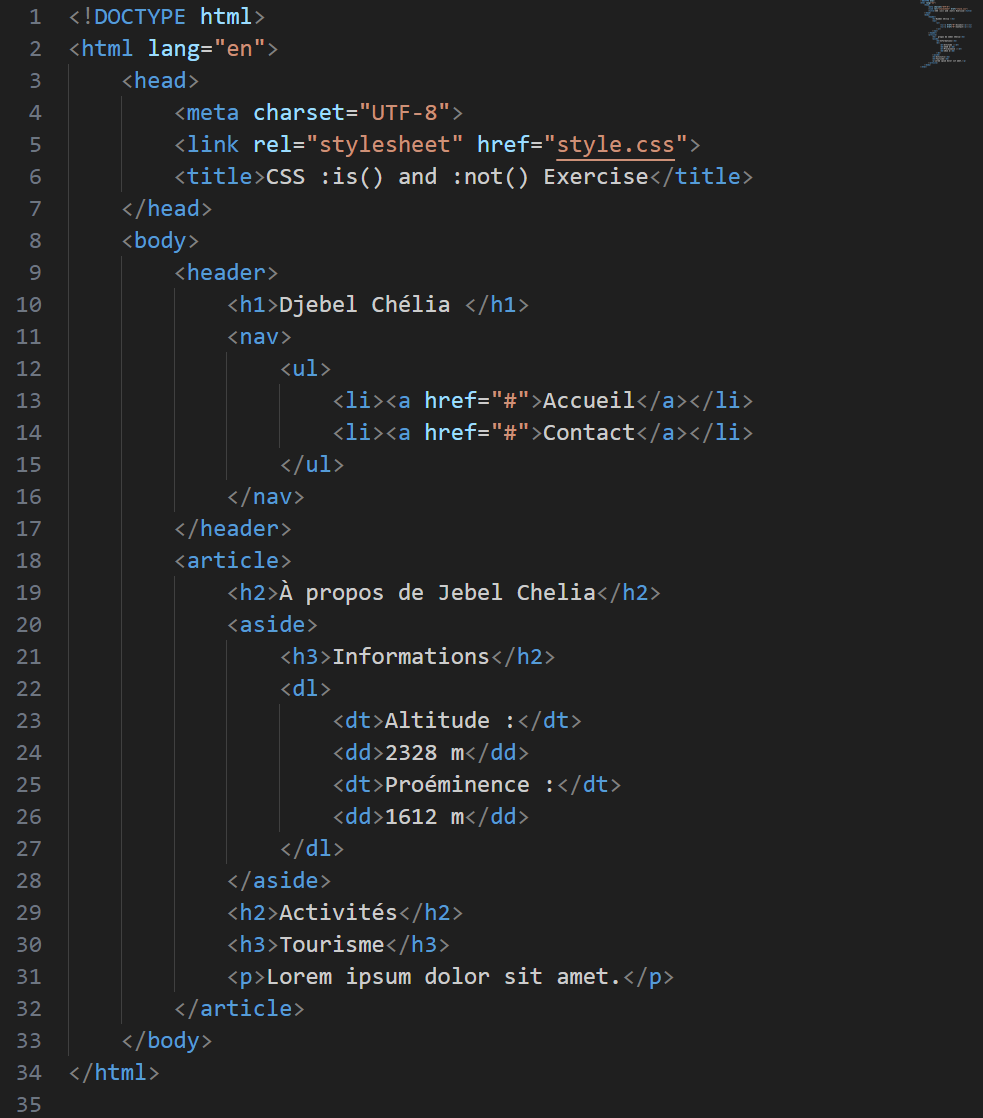 1 <!DOCTYPE html>
2 <html lang="en">
3     <head>
4         <meta charset="UTF-8">
5         <link rel="stylesheet" href="style.css">
6         <title>CSS :is() and :not() Exercise</title>
7     </head>
8     <body>
9         <header>
10             <h1>Djebel Chélia </h1>
11             <nav>
12                 <ul>
13                     <li><a href="#">Accueil</a></li>
14                     <li><a href="#">Contact</a></li>
15                 </ul>
16             </nav>
17         </header>
18         <article>
19             <h2>À propos de Jebel Chelia</h2>
20             <aside>
21                 <h3>Informations</h2>
22                 <dl>
23                     <dt>Altitude :</dt>
24                     <dd>2328 m</dd>
25                     <dt>Proéminence :</dt>
26                     <dd>1612 m</dd>
27                 </dl>
28             </aside>
29             <h2>Activités</h2>
30             <h3>Tourisme</h3>
31             <p>Lorem ipsum dolor sit amet.</p>
32         </article>
33     </body>
34 </html>
35